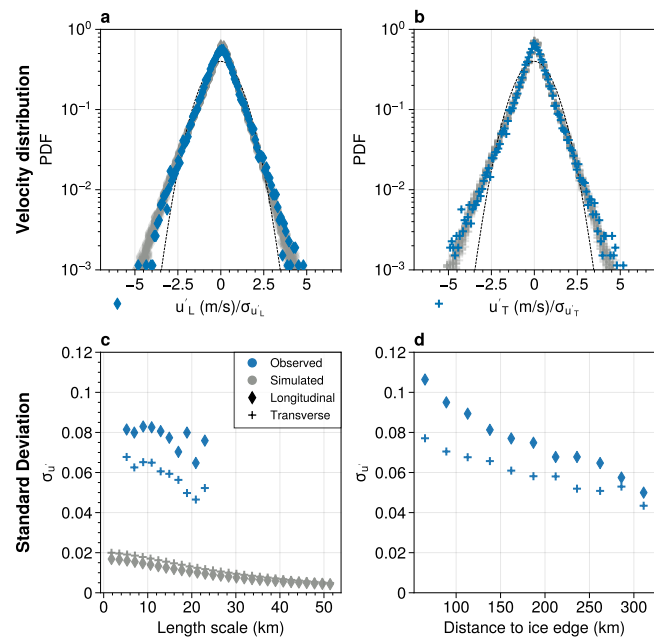 a
b
Velocity distribution
PDF
10⁰
10⁻¹
10⁻²
10⁻³
−5
−2.5
0
2.5
5
u′L (m/s)/σu′L
PDF
10⁰
10⁻¹
10⁻²
10⁻³
−5
−2.5
0
2.5
5
u′T (m/s)/σu′T
c
d
Standard Deviation
σu′
0.12
0.1
0.08
0.06
0.04
0.02
0
0
10
20
30
40
50
Length scale (km)
Observed
Simulated
Longitudinal
Transverse
σu′
0.12
0.1
0.08
0.06
0.04
0.02
0
100
150
200
250
300
Distance to ice edge (km)